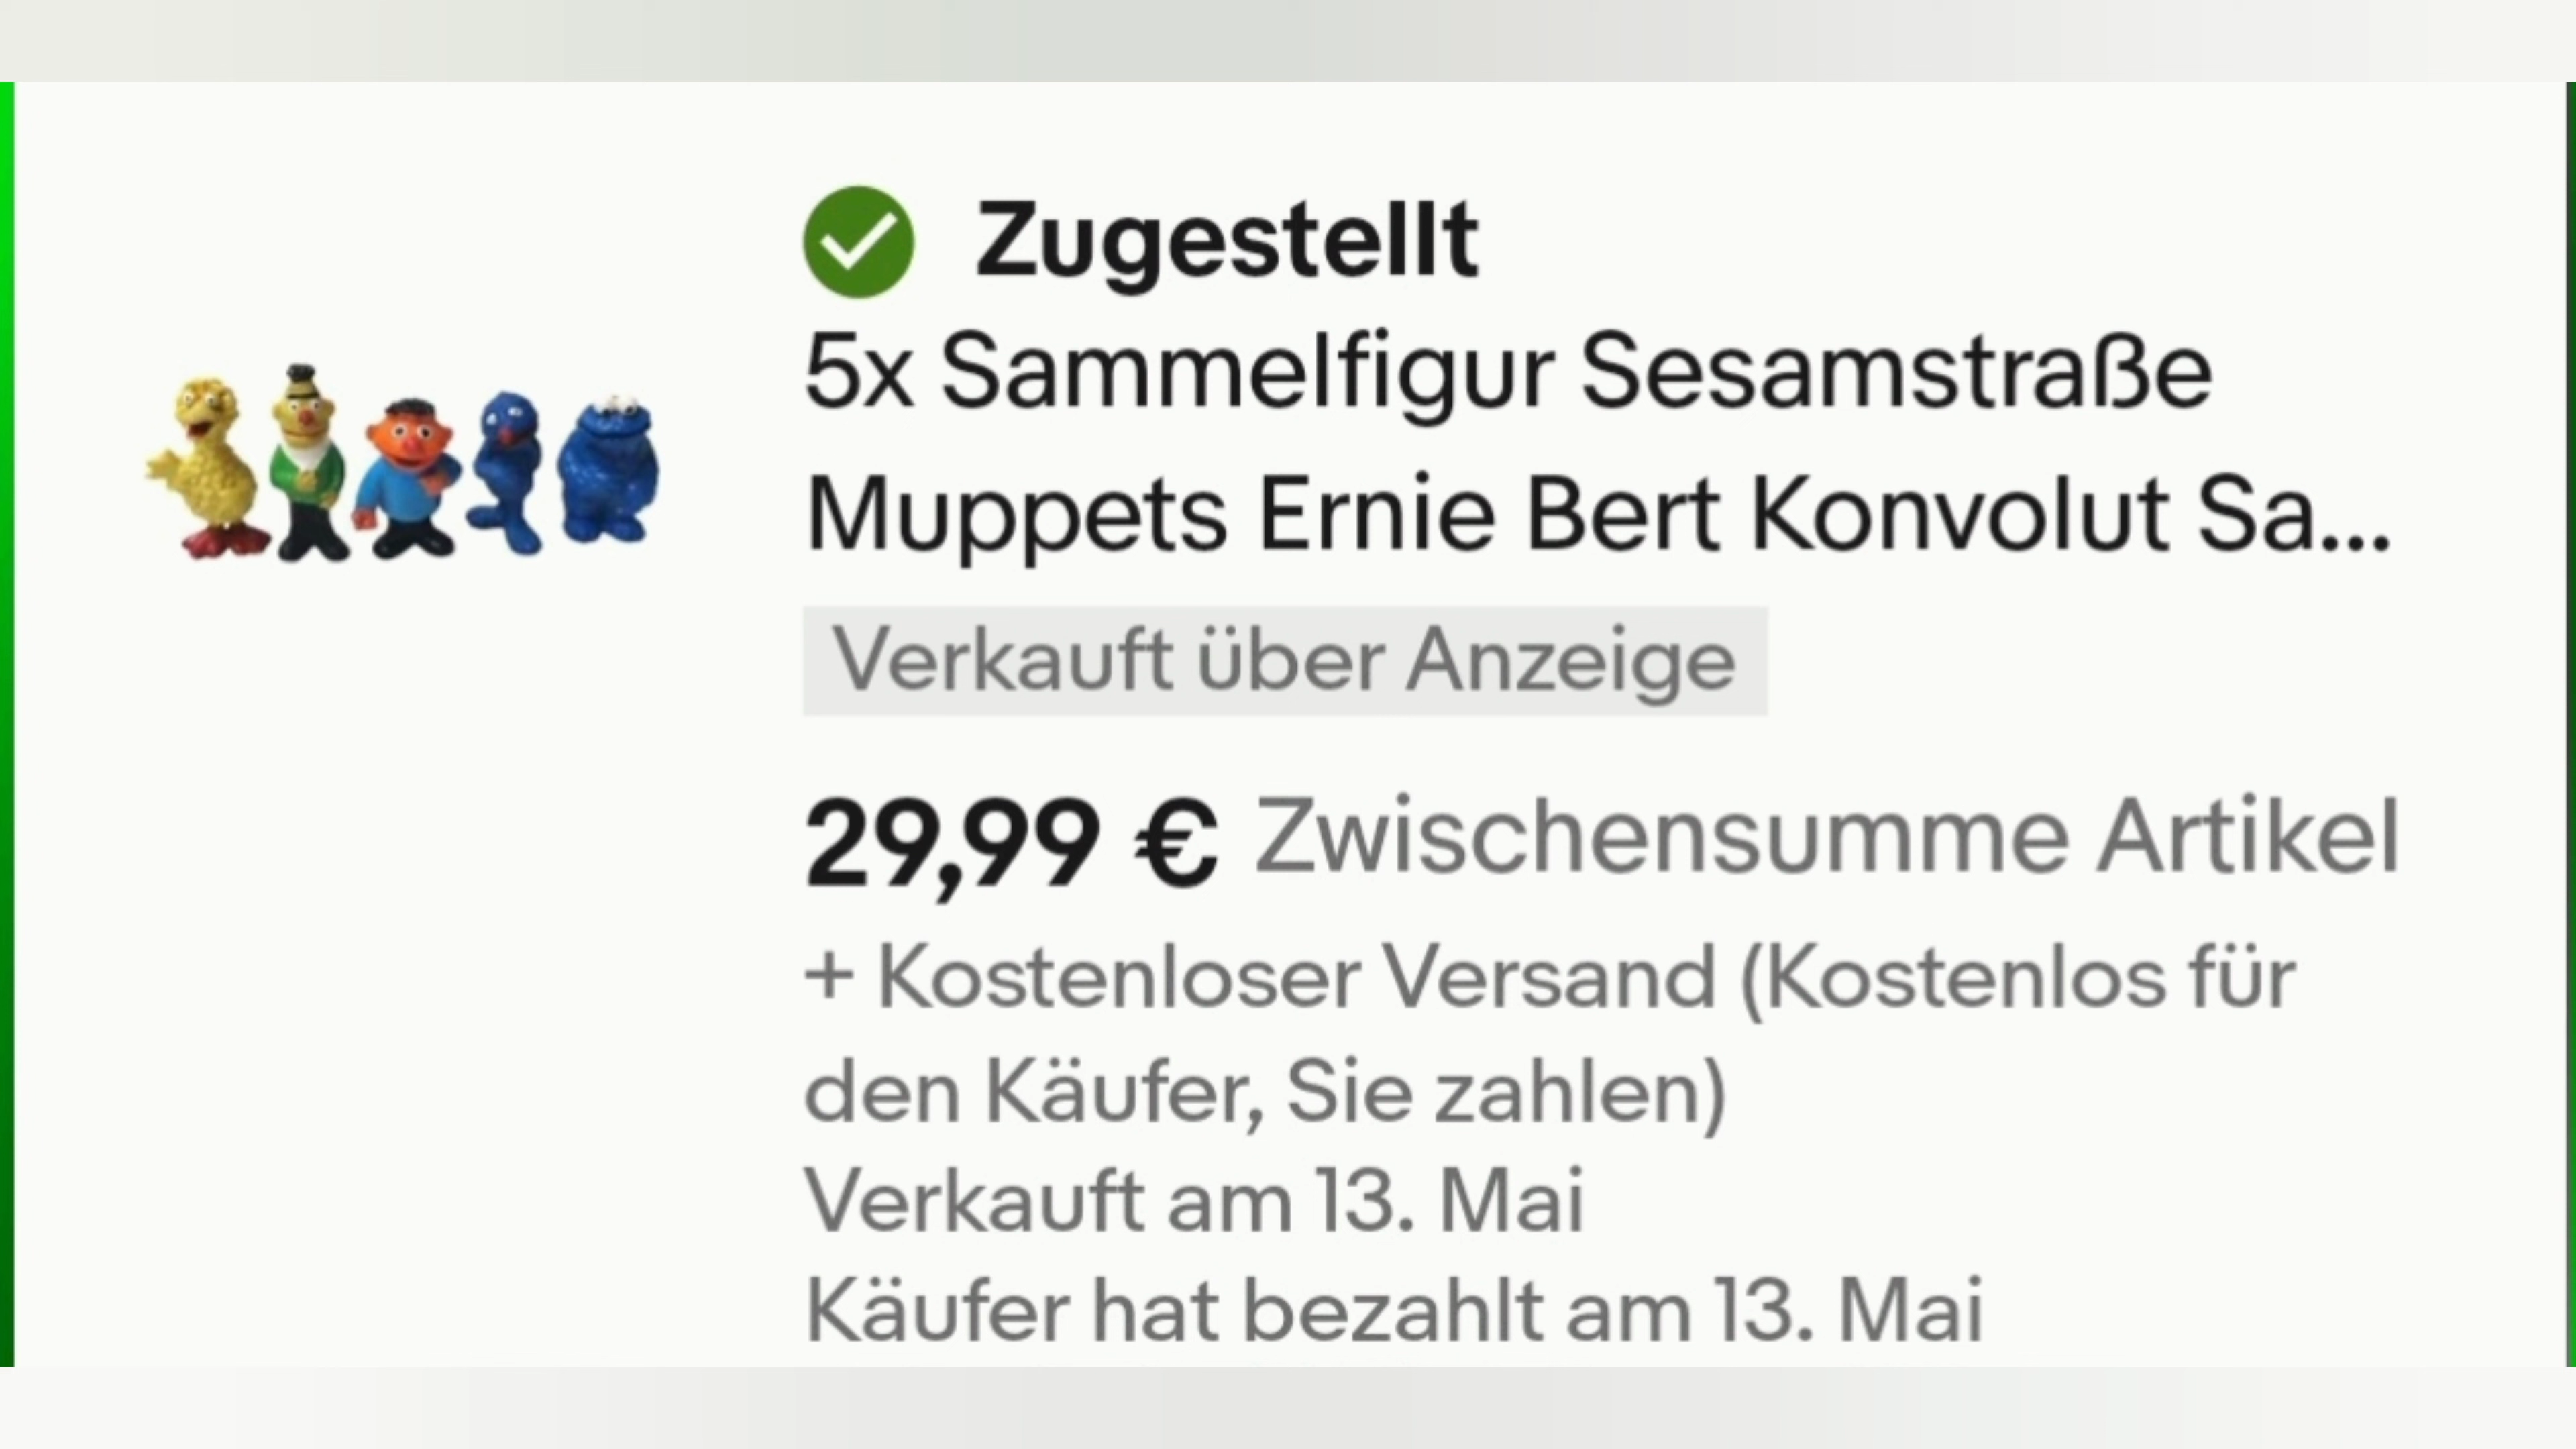 Zugestellt
5x Sammelfigur Sesamstraße
Muppets Ernie Bert Konvolut Sa...
Verkauft über Anzeige
29,99 € Zwischensumme Artikel
+ Kostenloser Versand (Kostenlos für
den Käufer, Sie zahlen)
Verkauft am 13. Mai
Käufer hat bezahlt am 13. Mai